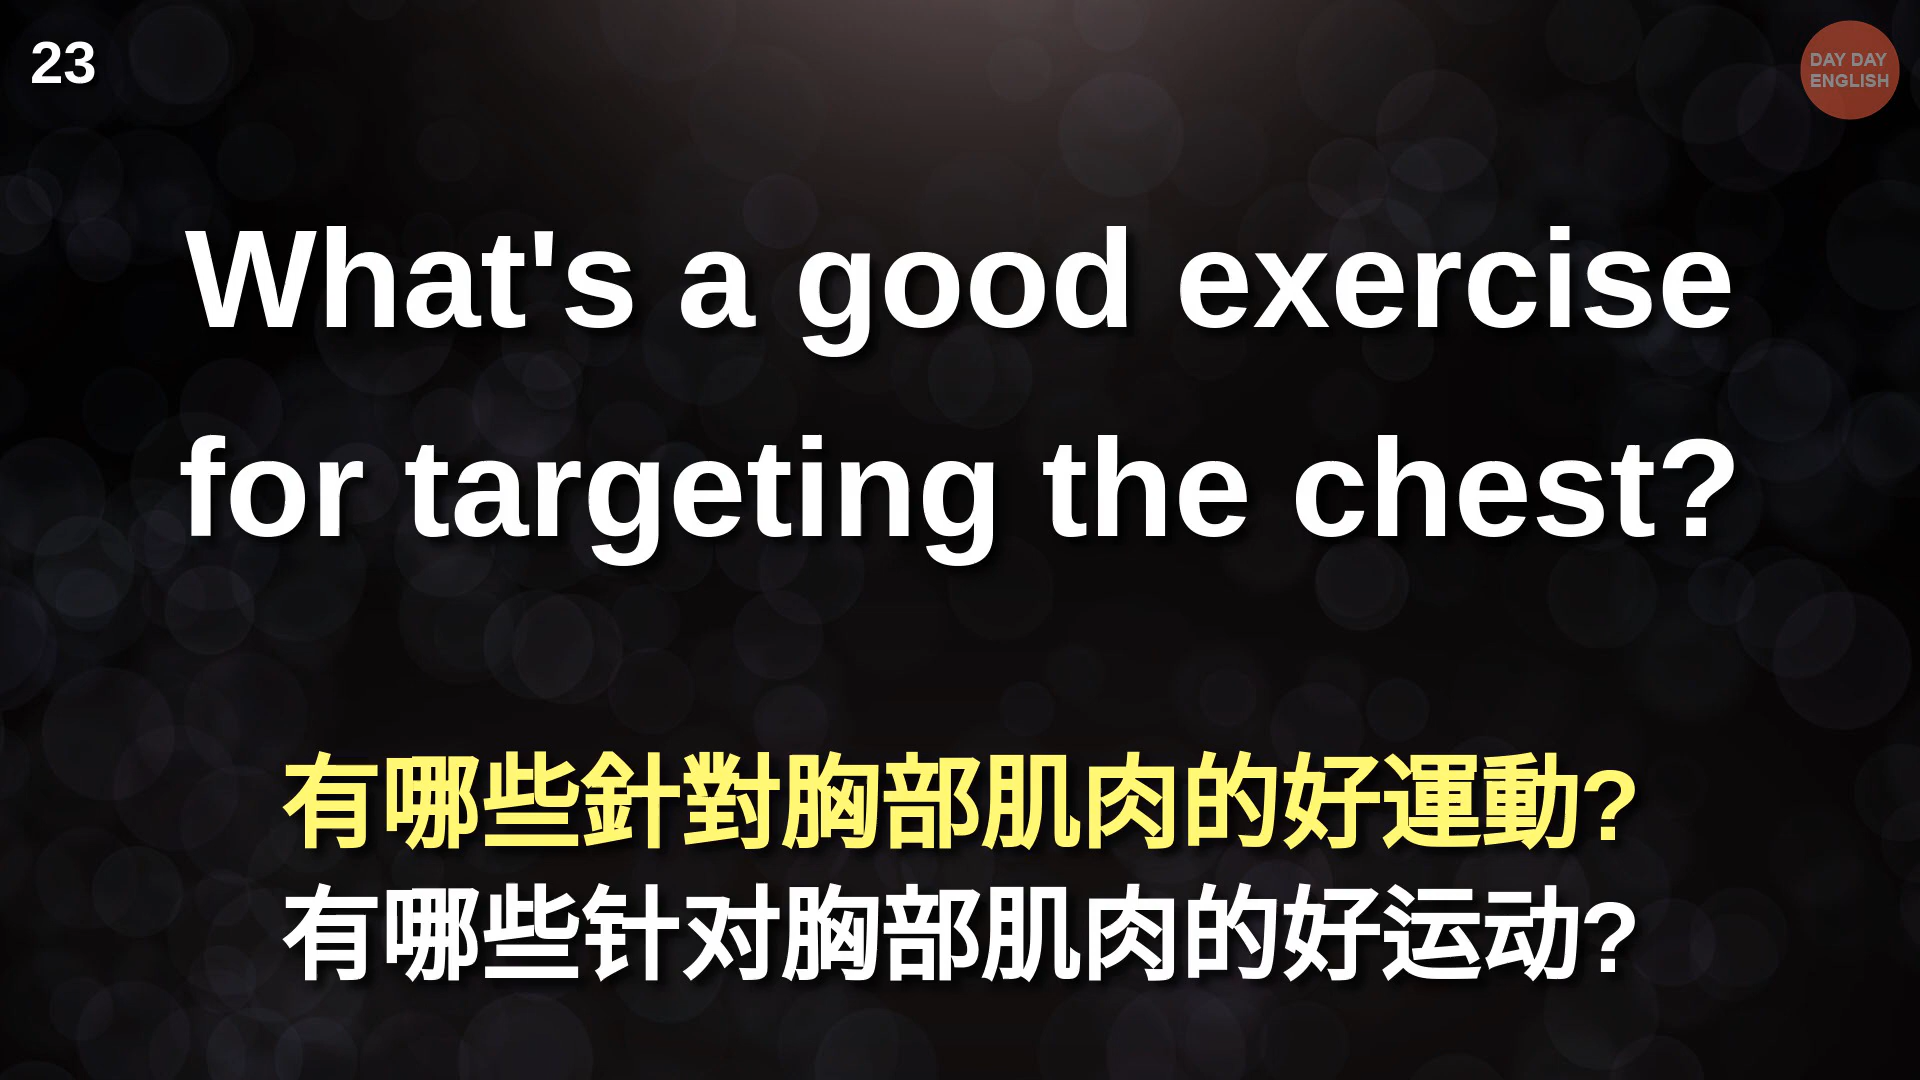 23
DAY DAY
ENGLISH
What's a good exercise
for targeting the chest?
有哪些針對胸部肌肉的好運動?
有哪些针对胸部肌肉的好运动?